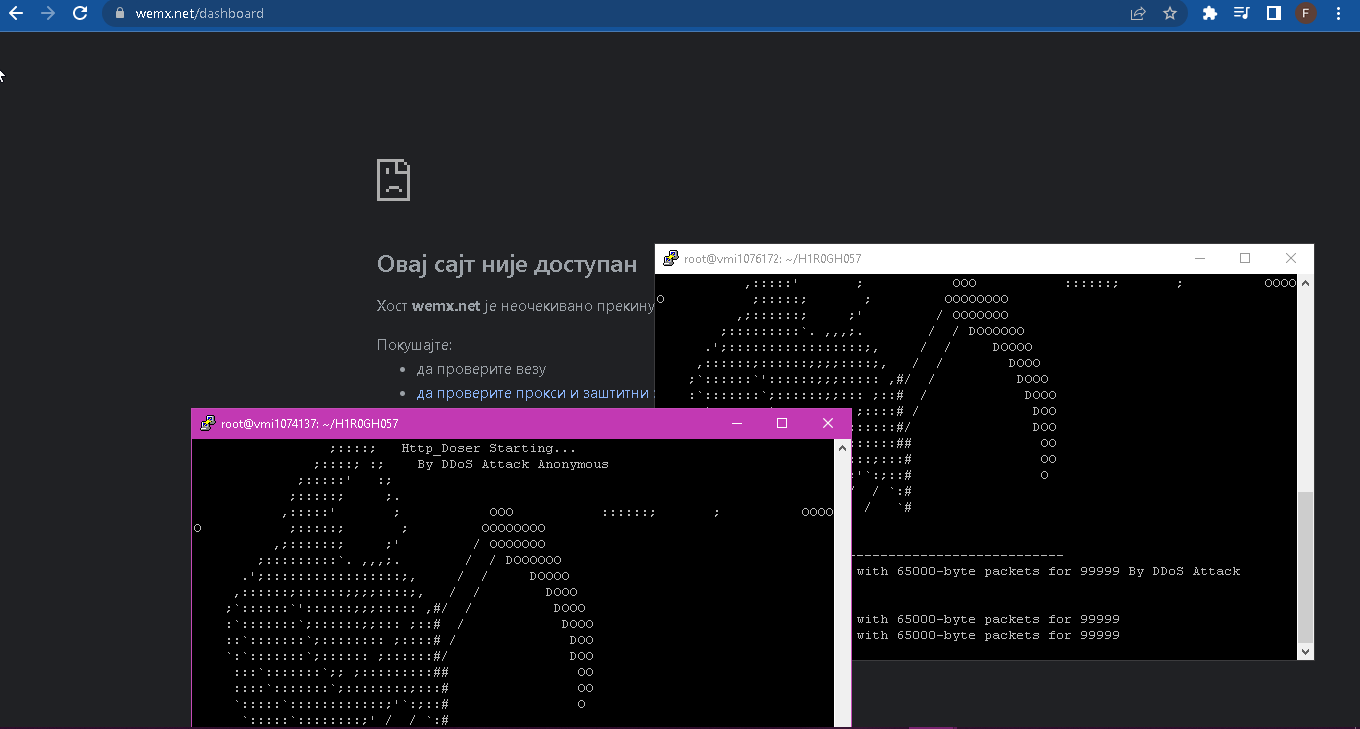 wemx.net/dashboard
F
Овај сајт није доступан
Хост wemx.net је неочекивано прекину
Покушајте:
да проверите везу
да проверите прокси и заштитни
root@vmi1076172: ~/H1R0GH057
,:::::'       ;           OOO           ::::::;       ;          OOOO
O           ;:::::;       ;         OOOOOOOO
,;::::::;     ;'         / OOOOOOO
;:::::::::`. ,,,;.        /  / DOOOOOO
.';:::::::::::::::::;,     /  /     DOOOO
,::::::;::::::;;;;::::;,   /  /        DOOO
;`::::::`'::::::;;;::::: ,#/  /          DOOO
:`:::::::`;::::::;;::: ;::#  /            DOOO
;::::# /              DOO
::::::#/               DOO
:::::##                OO
::;:::#                OO
'`:;::#                O
/  / `:#
/    `#
---------------------------
with 65000-byte packets for 99999 By DDoS Attack
with 65000-byte packets for 99999
with 65000-byte packets for 99999
root@vmi1074137: ~/H1R0GH057
;::::;    Http_Doser Starting...
;::::; :;     By DDoS Attack Anonymous
;:::::'   :;
;:::::;     ;.
,:::::'       ;           OOO           ::::::;       ;          OOOO
O           ;:::::;       ;         OOOOOOOO
,;::::::;     ;'         / OOOOOOO
;:::::::::`. ,,,;.        /  / DOOOOOO
.';:::::::::::::::::;,     /  /     DOOOO
,::::::;::::::;;;;::::;,   /  /        DOOO
;`::::::`'::::::;;;::::: ,#/  /          DOOO
:`:::::::`;::::::;;::: ;::#  /            DOOO
::`:::::::`;:::::::: ;::::# /              DOO
`:`:::::::`;:::::: ;::::::#/               DOO
:::`:::::::`;; ;:::::::::##                OO
::::`:::::::`;::::::::;:::#                OO
`:::::`::::::::::::;'`:;::#                O
`:::::`::::::::;' /  / `:#